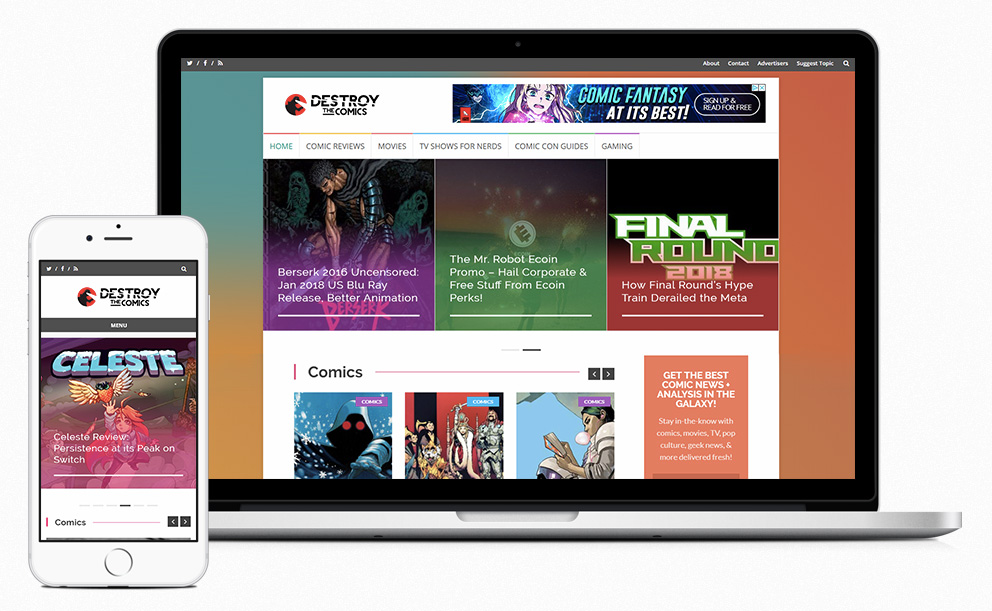 About Contact Advertisers Suggest Topic
DESTROY
THE COMICS
COMIC FANTASY
AT ITS BEST!
SIGN UP &
READ FOR FREE
HOME COMIC REVIEWS MOVIES TV SHOWS FOR NERDS COMIC CON GUIDES GAMING
Berserk 2016 Uncensored:
Jan 2018 US Blu Ray
Release, Better Animation
BERSERK
The Mr. Robot Ecoin
Promo – Hail Corporate &
Free Stuff From Ecoin
Perks!
FINAL
ROUND
2018
How Final Round's Hype
Train Derailed the Meta
Comics
COMICS
COMICS
COMICS
GET THE BEST
COMIC NEWS +
ANALYSIS IN THE
GALAXY!
Stay in-the-know with
comics, movies, TV, pop
culture, geek news, &
more delivered fresh!
DESTROY
THE COMICS
MENU
CELESTE
Celeste Review:
Persistence at its Peak on
Switch
Comics